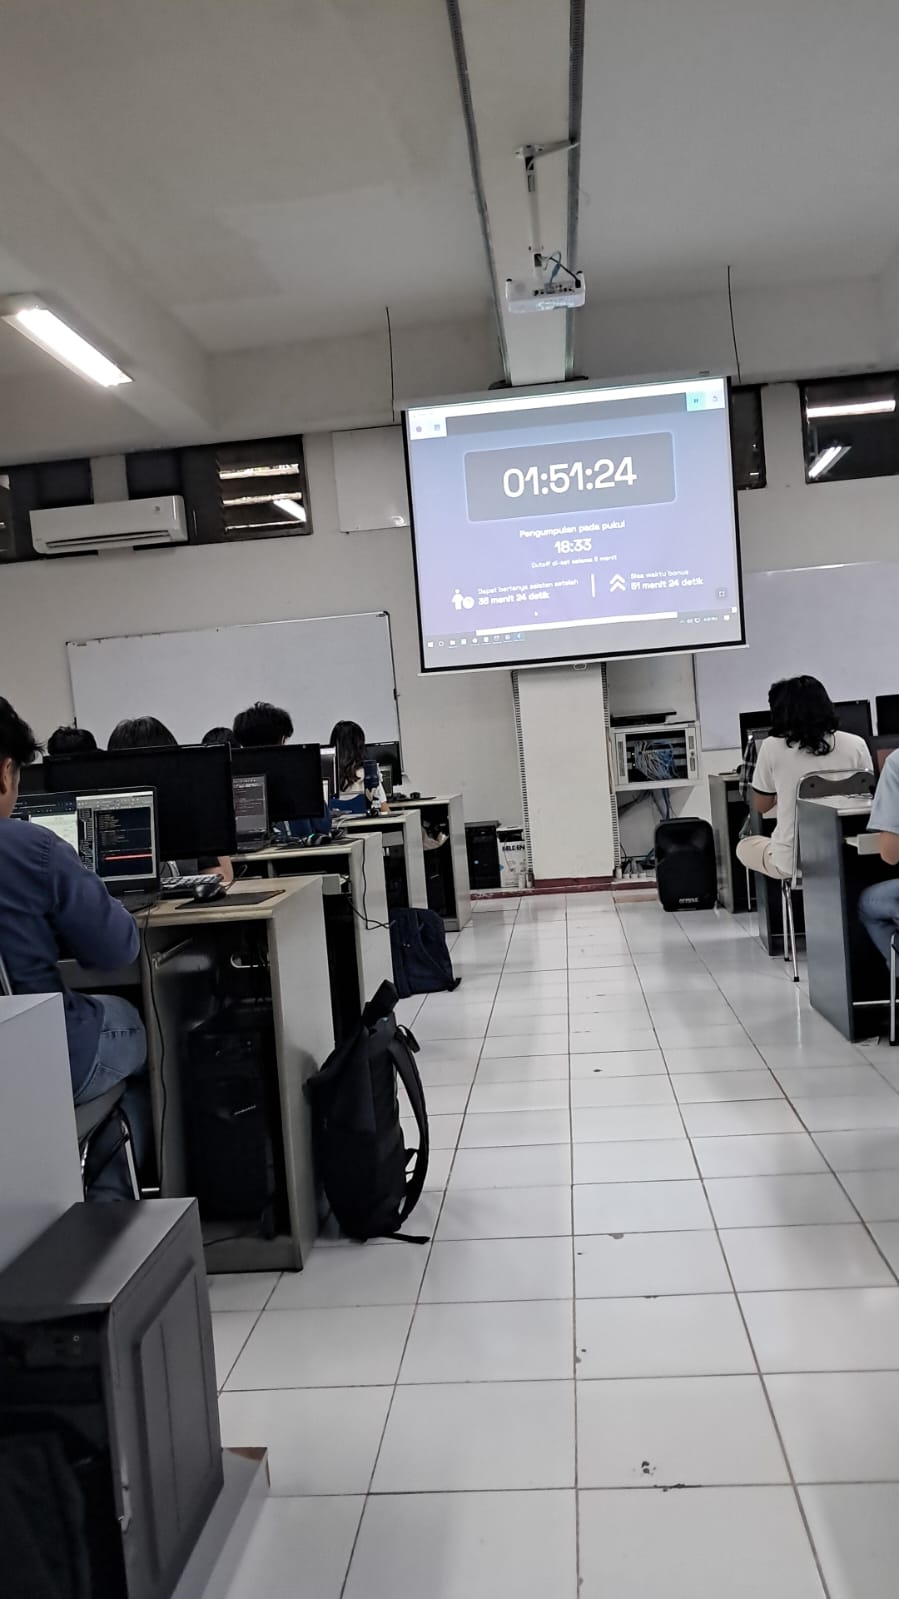 01:51:24
Pengumpulan pada pukul
18:33
Cutoff di-set selama 5 menit
Dapat bertanya asisten setelah
36 menit 24 detik
Sisa waktu bonus
51 menit 24 detik